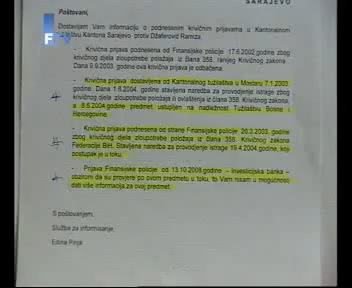 SARAJEVO
Poštovani,
Dostavljam Vam informaciju o podnesenim krivičnim prijavama u Kantonalnom
tužilaštvu Kantona Sarajevo protiv Džaferović Ramiza.
FTV
- Krivična prijava podnesena od Finansijske policije 17.6.2002.godine zbog
krivičnog djela zloupotrebe položaja iz člana 358. ranijeg Krivičnog zakona.
Dana 9.9.2003. godine ova krivična prijava je odbačena.
- Krivična prijava dostavljena od Kantonalnog tužilaštva u Mostaru 7.1.2003.
godine. Dana 1.6.2004. godine stavljena naredba za provođenje istrage zbog
krivičnog djela zloupotrebe položaja ili ovlaštenja iz člana 358. Krivičnog zakona,
a 8.6.2004.godine predmet ustupljen na nadležnost Tužilaštvu Bosne i
Hercegovine.
- Krivična prijava podnesena od strane Finansijske policije 20.3.2003. godine
zbog krivičnog djela zloupotrebe položaja iz člana 358. Krivičnog zakona
Federacije BiH. Stavljena naredba za provođenje istrage 19.4.2004. godine, koji
postupak je u toku.
- Prijava Finansijske policije od 13.10.2008.godine – Investicijska banka –
obzirom da su provjere po ovom predmetu u toku, to Vam nisam u mogućnosti
dati više informacija za ovaj predmet.
S poštovanjem,
Služba za informisanje,
Edina Pinjić